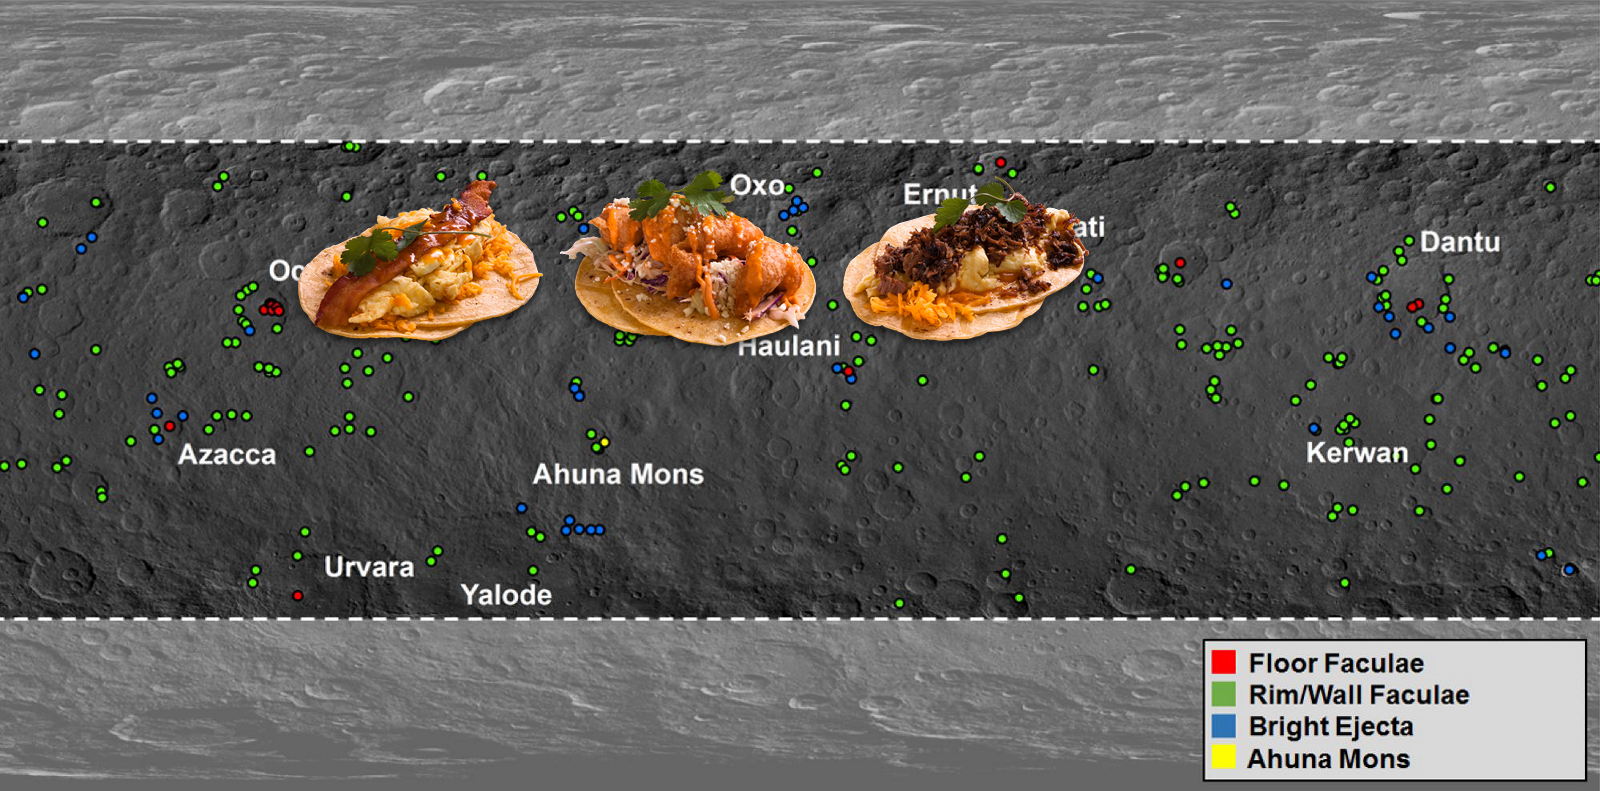 Oxo
Ernut
ati
Dantu
Oc
Haulani
Azacca
Kerwan
Ahuna Mons
Urvara
Yalode
Floor Faculae
Rim/Wall Faculae
Bright Ejecta
Ahuna Mons